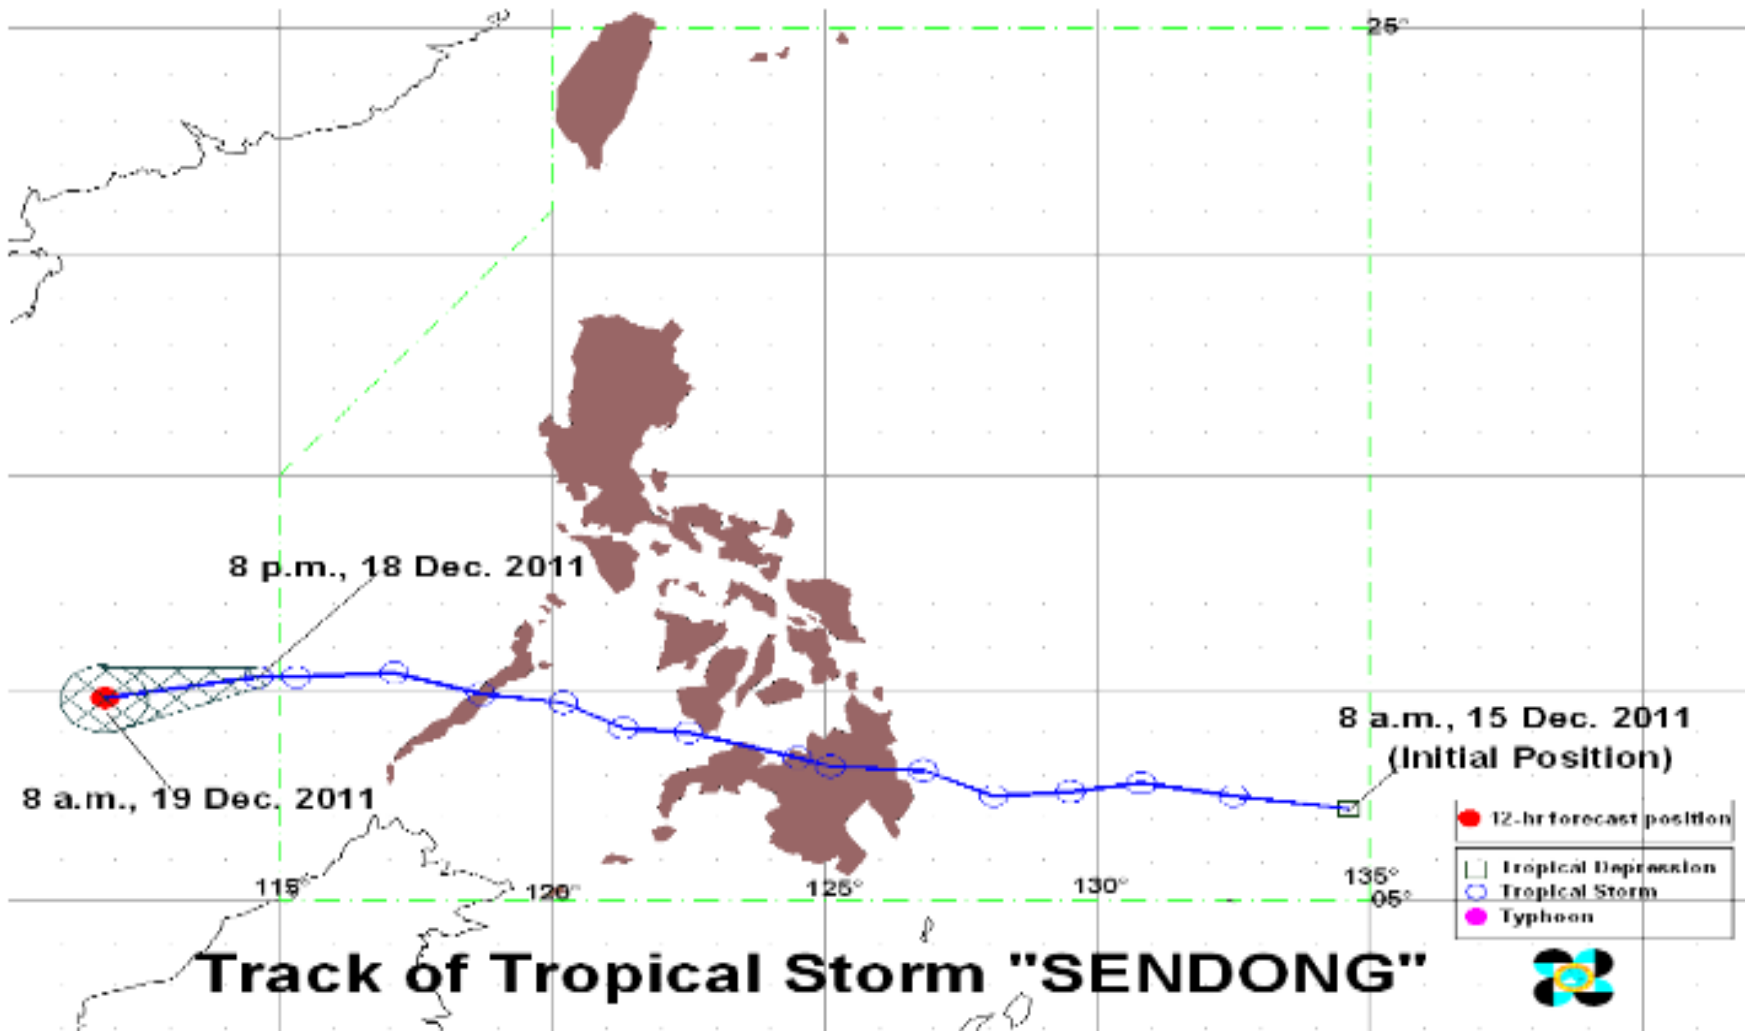 25°
8 p.m., 18 Dec. 2011
8 a.m., 15 Dec. 2011
(Initial Position)
8 a.m., 19 Dec. 2011
12-hr forecast position
Tropical Depression
Tropical Storm
Typhoon
115° 120° 125° 130° 135°
05°
Track of Tropical Storm "SENDONG"